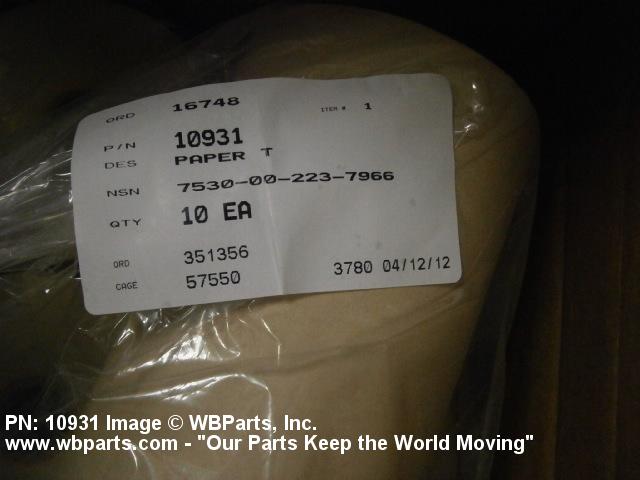 ORD 16748 ITEM # 1
P/N 10931
DES PAPER T
NSN 7530-00-223-7966
QTY 10 EA
ORD 351356
CAGE 57550 3780 04/12/12
PN: 10931 Image © WBParts, Inc.
www.wbparts.com - "Our Parts Keep the World Moving"